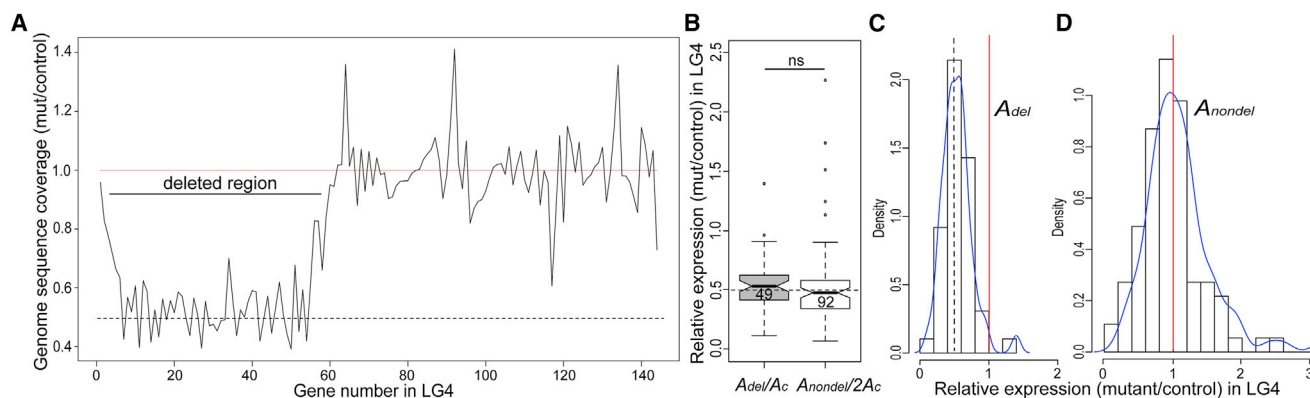 A
Genome sequence coverage (mut/control)
1.4
1.2
1.0
0.8
0.6
0.4
deleted region
0
20
40
60
80
100
120
140
Gene number in LG4
B
Relative expression (mut/control) in LG4
2.5
2.0
1.5
1.0
0.5
0.0
ns
49
92
Adel/Ac
Anondel/2Ac
C
Density
2.0
1.5
1.0
0.5
0.0
Adel
0
1
2
D
Density
1.0
0.8
0.6
0.4
0.2
0.0
Anondel
0
1
2
3
Relative expression (mutant/control) in LG4